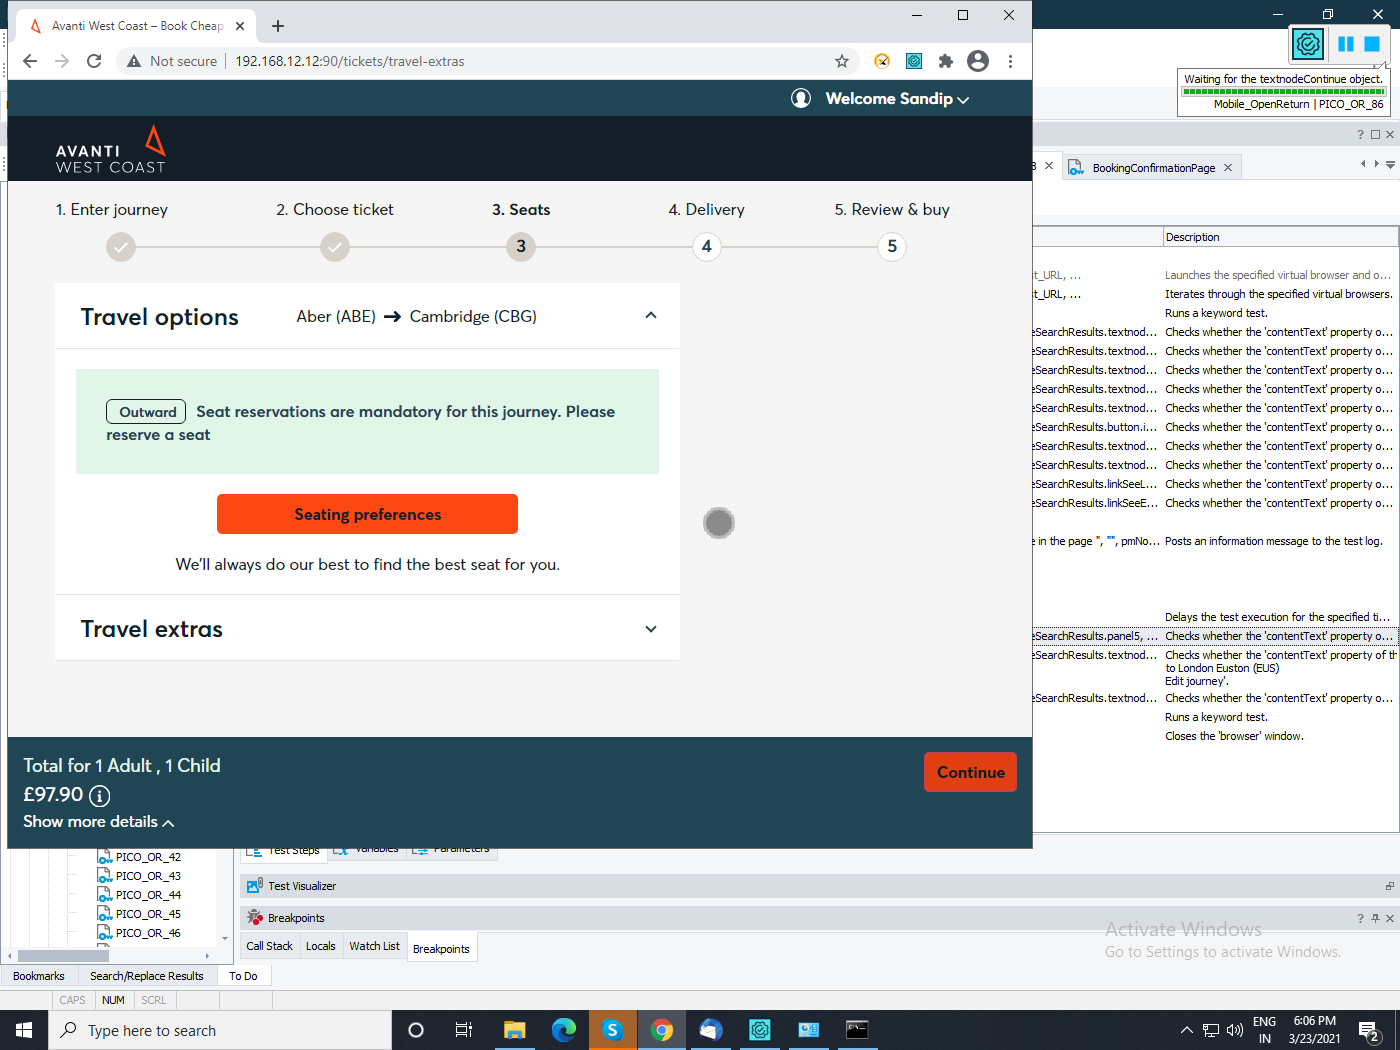 Avanti West Coast – Book Cheap
Not secure
192.168.12.12:90/tickets/travel-extras
Welcome Sandip
AVANTI
WEST COAST
1. Enter journey
2. Choose ticket
3. Seats
4. Delivery
5. Review & buy
3
4
5
Travel options
Aber (ABE) → Cambridge (CBG)
Outward Seat reservations are mandatory for this journey. Please
reserve a seat
Seating preferences
We'll always do our best to find the best seat for you.
Travel extras
Total for 1 Adult , 1 Child
£97.90
Show more details
Continue
Waiting for the textnodeContinue object.
Mobile_OpenReturn | PICO_OR_86
BookingConfirmationPage
Description
t_URL, ... Launches the specified virtual browser and o...
t_URL, ... Iterates through the specified virtual browsers.
Runs a keyword test.
eSearchResults.textnod... Checks whether the 'contentText' property o...
eSearchResults.textnod... Checks whether the 'contentText' property o...
eSearchResults.textnod... Checks whether the 'contentText' property o...
eSearchResults.textnod... Checks whether the 'contentText' property o...
eSearchResults.textnod... Checks whether the 'contentText' property o...
eSearchResults.button.i... Checks whether the 'contentText' property o...
eSearchResults.textnod... Checks whether the 'contentText' property o...
eSearchResults.textnod... Checks whether the 'contentText' property o...
eSearchResults.linkSeeL... Checks whether the 'contentText' property o...
eSearchResults.linkSeeE... Checks whether the 'contentText' property o...
e in the page ", "", pmNo... Posts an information message to the test log.
Delays the test execution for the specified ti...
eSearchResults.panel5, ... Checks whether the 'contentText' property o...
eSearchResults.textnod... Checks whether the 'contentText' property of th
to London Euston (EUS)
Edit journey'.
eSearchResults.textnod... Checks whether the 'contentText' property o...
Runs a keyword test.
Closes the 'browser' window.
PICO_OR_42
PICO_OR_43
PICO_OR_44
PICO_OR_45
PICO_OR_46
Test Steps
Variables
Parameters
Test Visualizer
Breakpoints
Call Stack
Locals
Watch List
Breakpoints
Bookmarks
Search/Replace Results
To Do
CAPS
NUM
SCRL
Activate Windows
Go to Settings to activate Windows.
Type here to search
ENG
IN
6:06 PM
3/23/2021
2